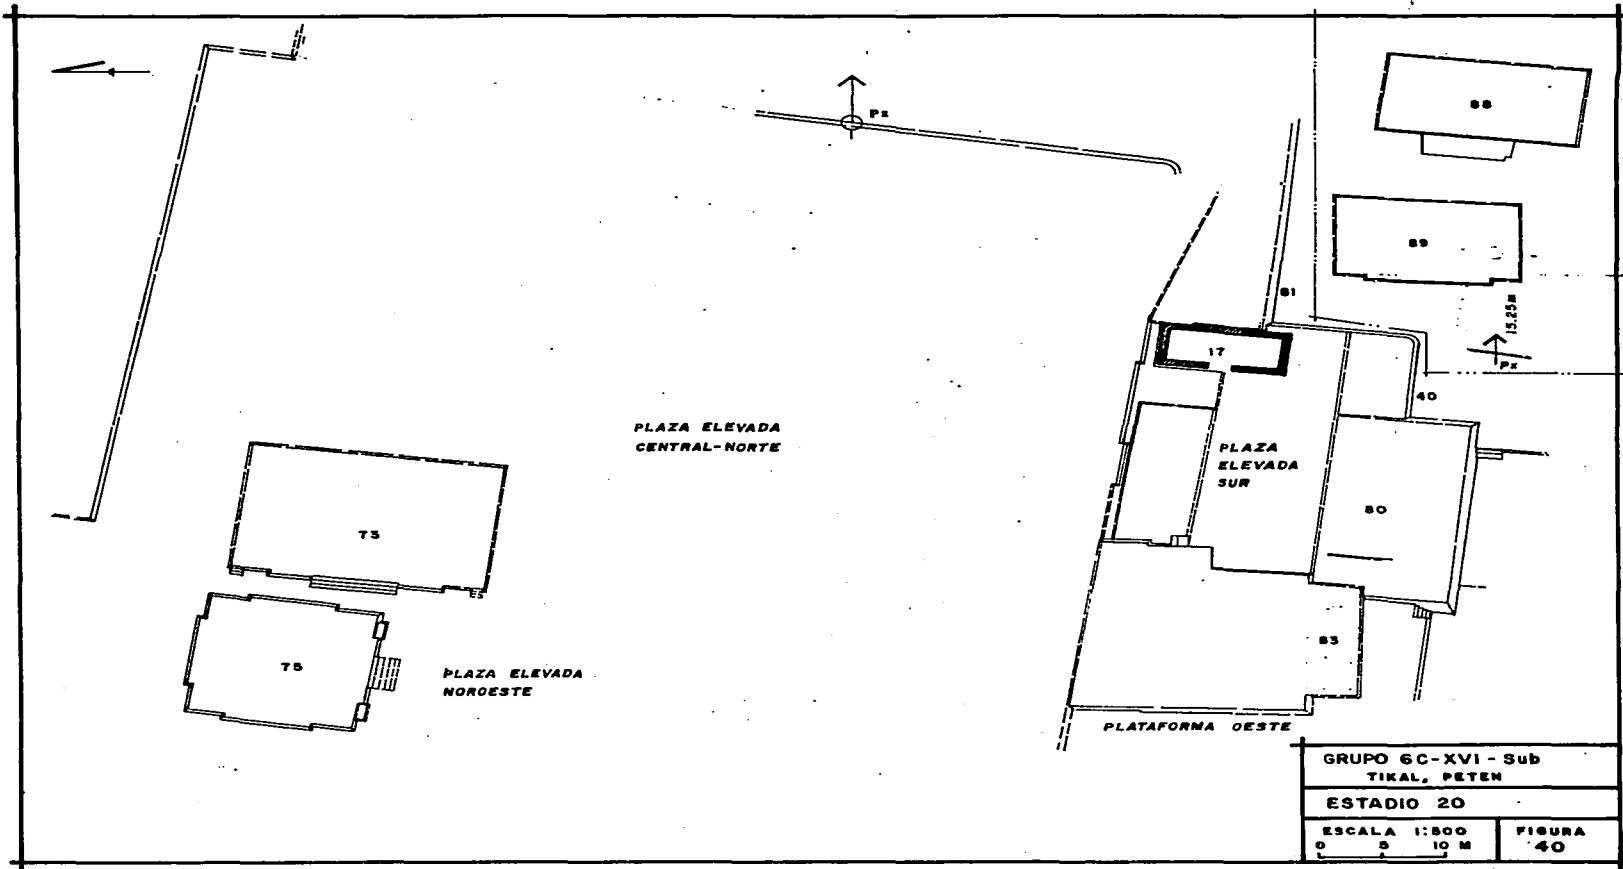 88
Px
89
81
15.25M
17
Px
40
PLAZA ELEVADA
CENTRAL-NORTE
PLAZA
ELEVADA
SUR
80
73
83
75
PLAZA ELEVADA
NOROESTE
PLATAFORMA OESTE
GRUPO 6C-XVI - Sub
TIKAL, PETEN
ESTADIO 20
ESCALA 1:500
0 5 10 M
FIGURA
40